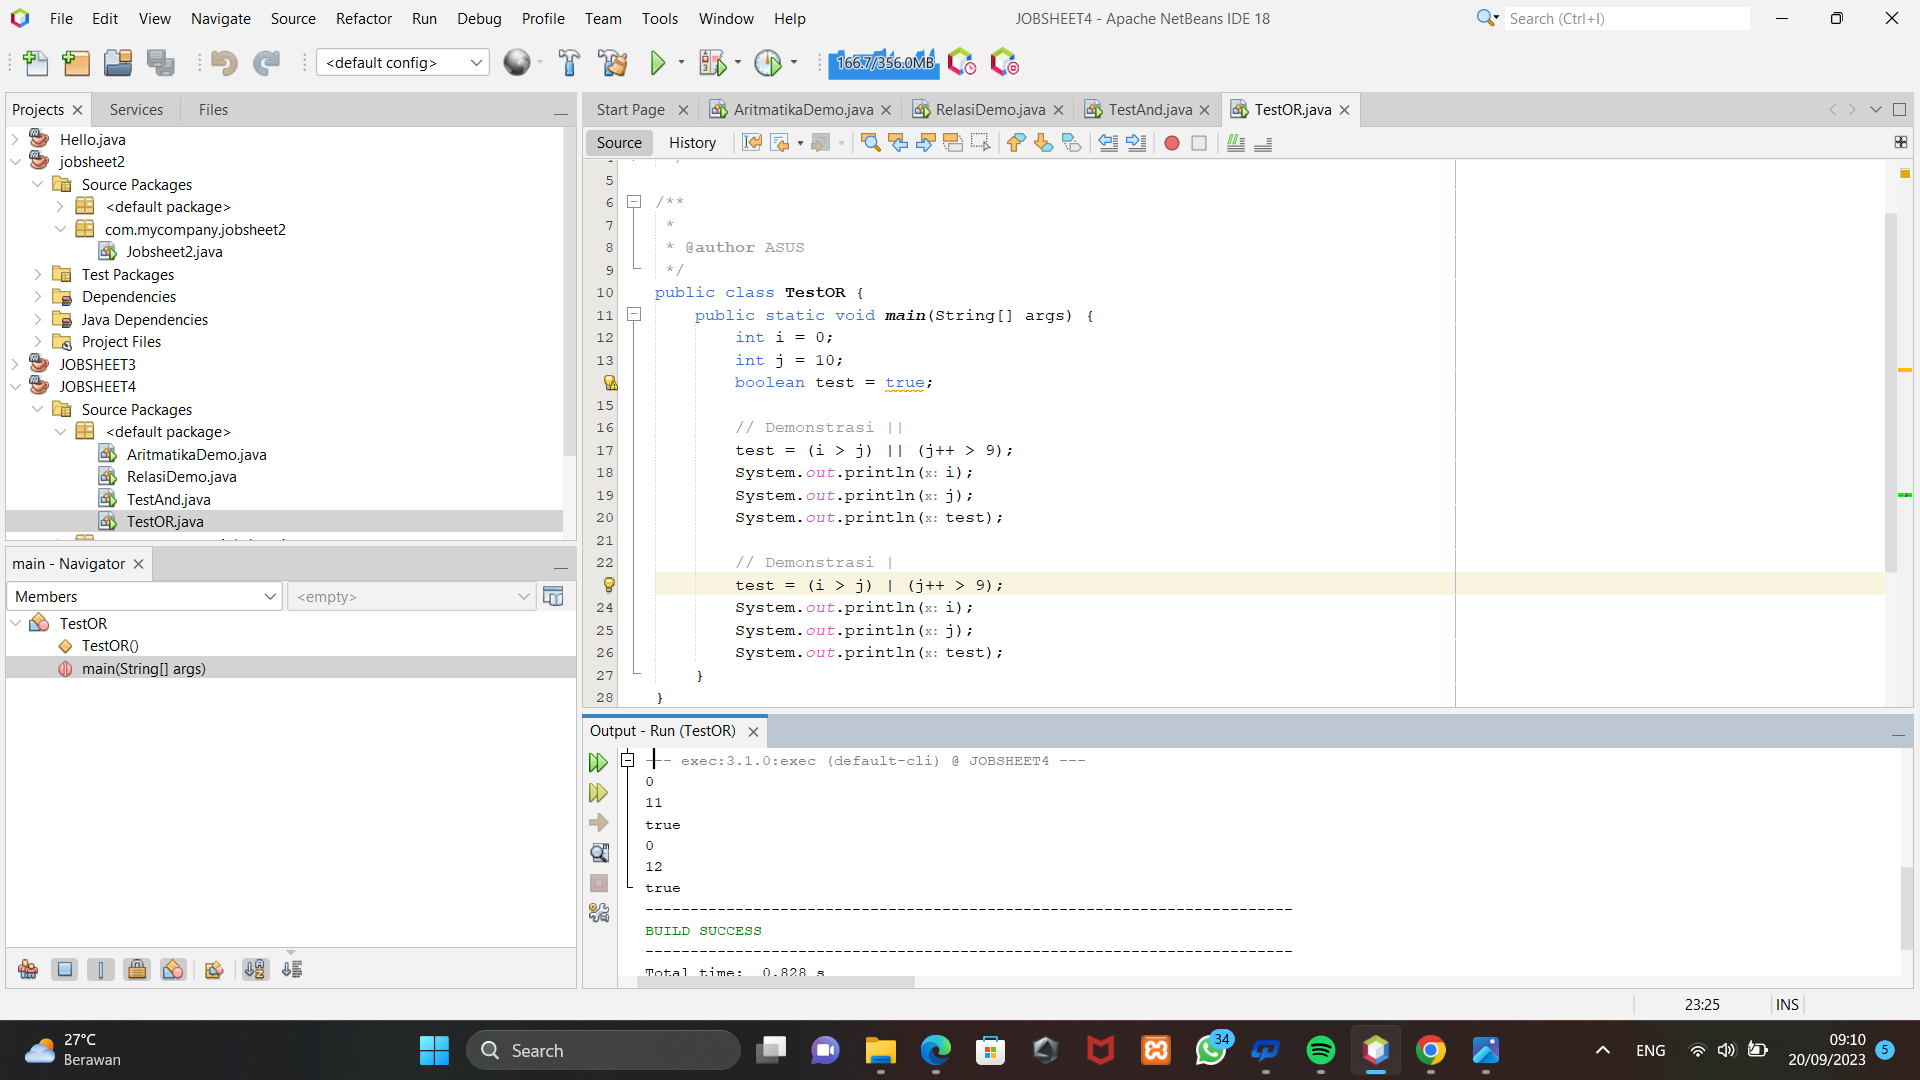 File Edit View Navigate Source Refactor Run Debug Profile Team Tools Window Help
JOBSHEET4 - Apache NetBeans IDE 18
Search (Ctrl+I)
<default config>
166.7/356.0MB
Projects
Services
Files
Hello.java
jobsheet2
Source Packages
<default package>
com.mycompany.jobsheet2
Jobsheet2.java
Test Packages
Dependencies
Java Dependencies
Project Files
JOBSHEET3
JOBSHEET4
Source Packages
<default package>
AritmatikaDemo.java
RelasiDemo.java
TestAnd.java
TestOR.java
main - Navigator
Members
<empty>
TestOR
TestOR()
main(String[] args)
Start Page
AritmatikaDemo.java
RelasiDemo.java
TestAnd.java
TestOR.java
Source
History
5
6 /**
7 *
8 * @author ASUS
9 */
10 public class TestOR {
11 public static void main(String[] args) {
12 int i = 0;
13 int j = 10;
boolean test = true;
15
16 // Demonstrasi ||
17 test = (i > j) || (j++ > 9);
18 System.out.println(x: i);
19 System.out.println(x: j);
20 System.out.println(x: test);
21
22 // Demonstrasi |
test = (i > j) | (j++ > 9);
24 System.out.println(x: i);
25 System.out.println(x: j);
26 System.out.println(x: test);
27 }
28 }
Output - Run (TestOR)
--- exec:3.1.0:exec (default-cli) @ JOBSHEET4 ---
0
11
true
0
12
true
------------------------------------------------------------------------
BUILD SUCCESS
------------------------------------------------------------------------
Total time: 0.828 s
23:25
INS
27°C
Berawan
Search
34
ENG
09:10
20/09/2023
5